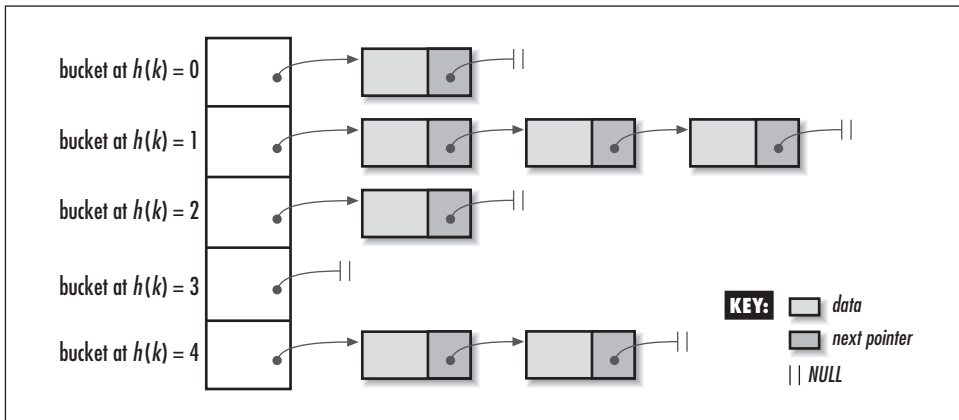 bucket at h(k) = 0
bucket at h(k) = 1
bucket at h(k) = 2
bucket at h(k) = 3
bucket at h(k) = 4
KEY:
data
next pointer
NULL